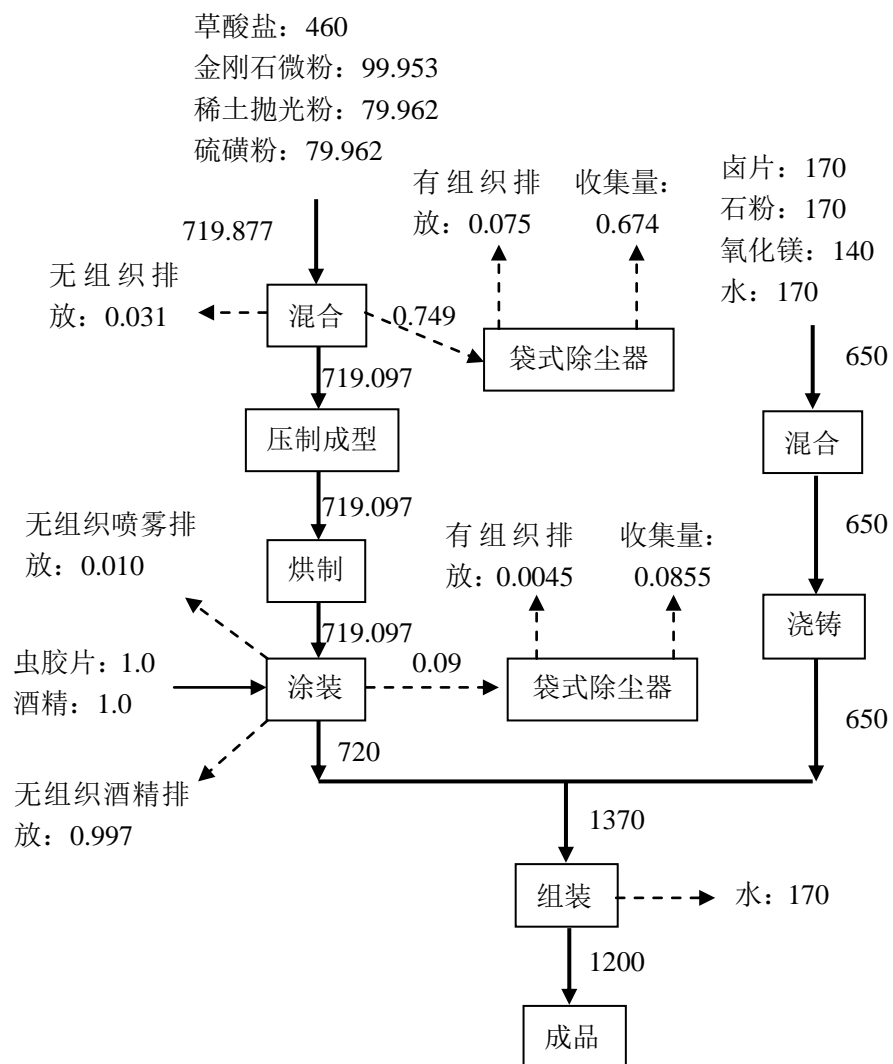 草酸盐：460
金刚石微粉：99.953
稀土抛光粉：79.962
硫磺粉：79.962
719.877
有组织排
放：0.075
收集量：
0.674
卤片：170
石粉：170
氧化镁：140
水：170
无组织排
放：0.031
混合
0.749
袋式除尘器
650
719.097
压制成型
混合
719.097
无组织喷雾排
放：0.010
烘制
有组织排
放：0.0045
收集量：
0.0855
650
浇铸
719.097
虫胶片：1.0
酒精：1.0
涂装
0.09
袋式除尘器
650
720
无组织酒精排
放：0.997
1370
组装
水：170
1200
成品